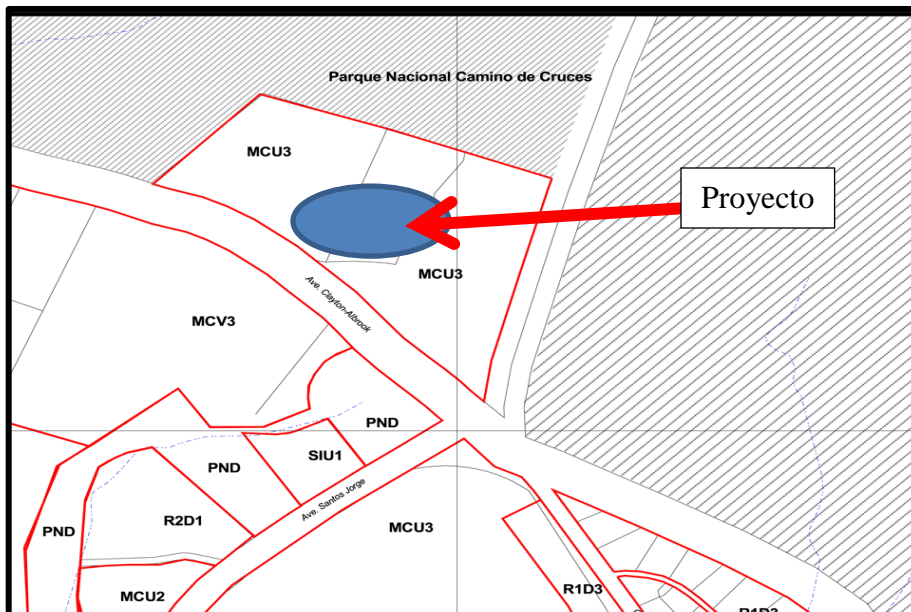 Parque Nacional Camino de Cruces
MCU3
Proyecto
MCU3
Ave. Clayton-Albrook
MCV3
PND
SIU1
PND
Ave. Santos Jorge
R2D1
MCU3
PND
R1D3
MCU2
R1D3